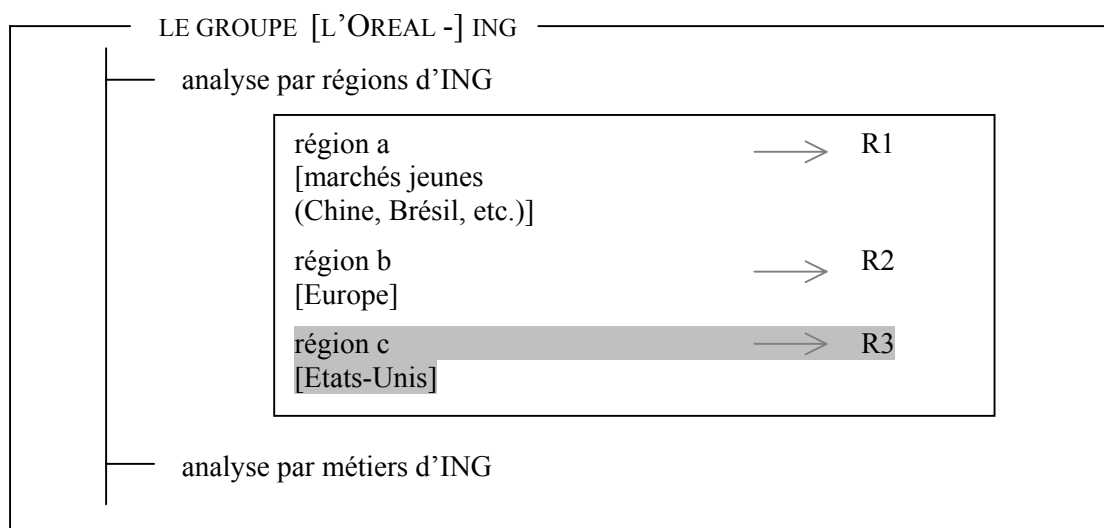 LE GROUPE [L’OREAL -] ING
analyse par régions d’ING
région a R1
[marchés jeunes
(Chine, Brésil, etc.)]
région b R2
[Europe]
région c R3
[Etats-Unis]
analyse par métiers d’ING